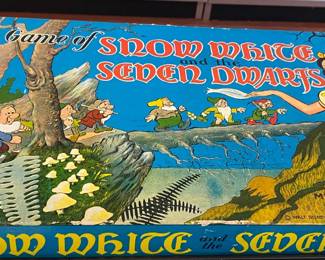 Game of SNOW WHITE
and the
SEVEN DWARFS
© WALT DISNEY
OW WHITE and the SEVEN